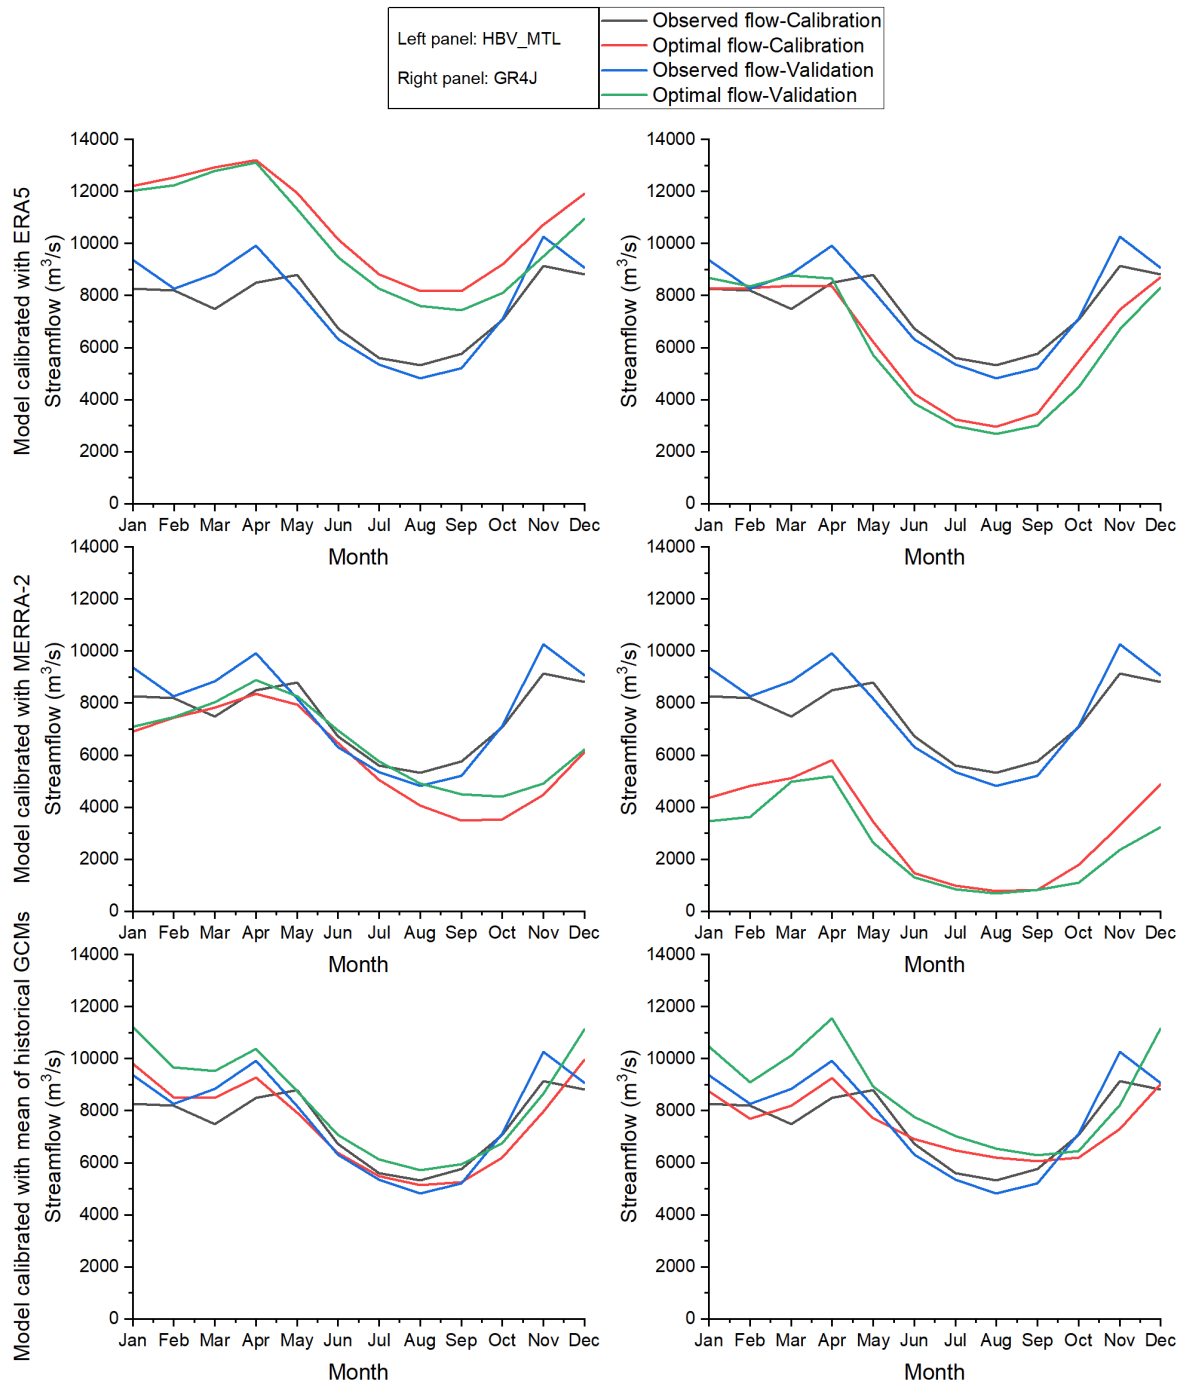 Left panel: HBV_MTL
Right panel: GR4J
Observed flow-Calibration
Optimal flow-Calibration
Observed flow-Validation
Optimal flow-Validation
Model calibrated with ERA5
Streamflow (m³/s)
14000
12000
10000
8000
6000
4000
2000
0
Jan Feb Mar Apr May Jun Jul Aug Sep Oct Nov Dec
Month
Streamflow (m³/s)
14000
12000
10000
8000
6000
4000
2000
0
Jan Feb Mar Apr May Jun Jul Aug Sep Oct Nov Dec
Month
Model calibrated with MERRA-2
Streamflow (m³/s)
14000
12000
10000
8000
6000
4000
2000
0
Jan Feb Mar Apr May Jun Jul Aug Sep Oct Nov Dec
Month
Streamflow (m³/s)
14000
12000
10000
8000
6000
4000
2000
0
Jan Feb Mar Apr May Jun Jul Aug Sep Oct Nov Dec
Month
Model calibrated with mean of historical GCMs
Streamflow (m³/s)
14000
12000
10000
8000
6000
4000
2000
0
Jan Feb Mar Apr May Jun Jul Aug Sep Oct Nov Dec
Month
Streamflow (m³/s)
14000
12000
10000
8000
6000
4000
2000
0
Jan Feb Mar Apr May Jun Jul Aug Sep Oct Nov Dec
Month